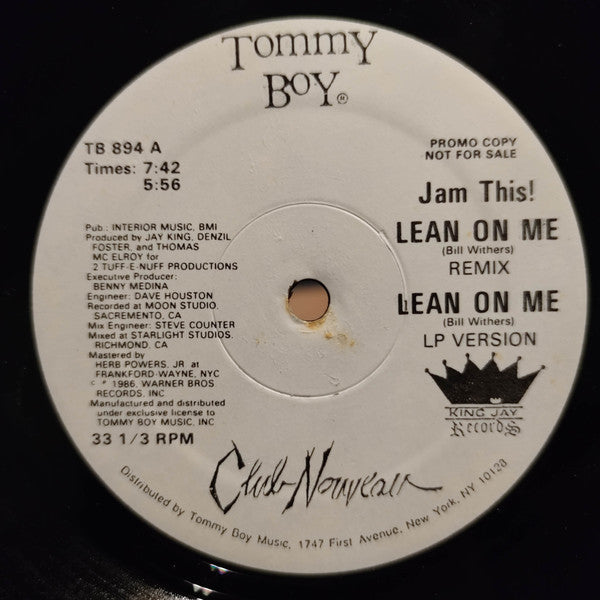 TOMMY
BOY®
TB 894 A
Times: 7:42
5:56
PROMO COPY
NOT FOR SALE
Jam This!
LEAN ON ME
(Bill Withers)
REMIX
LEAN ON ME
(Bill Withers)
LP VERSION
KING JAY
Records
Pub.: INTERIOR MUSIC, BMI
Produced by JAY KING, DENZIL
FOSTER, and THOMAS
MC ELROY for
2 TUFF-E-NUFF PRODUCTIONS
Executive Producer:
BENNY MEDINA
Engineer: DAVE HOUSTON
Recorded at MOON STUDIO,
SACRAMENTO, CA
Mix Engineer: STEVE COUNTER
Mixed at STARLIGHT STUDIOS,
RICHMOND, CA
Mastered by
HERB POWERS, JR at
FRANKFORD-WAYNE, NYC
© ℗ 1986, WARNER BROS
RECORDS, INC
Manufactured and distributed
under exclusive license to
TOMMY BOY MUSIC, INC
33 1/3 RPM
Club Nouveau
Distributed by Tommy Boy Music, 1747 First Avenue, New York, NY 10128